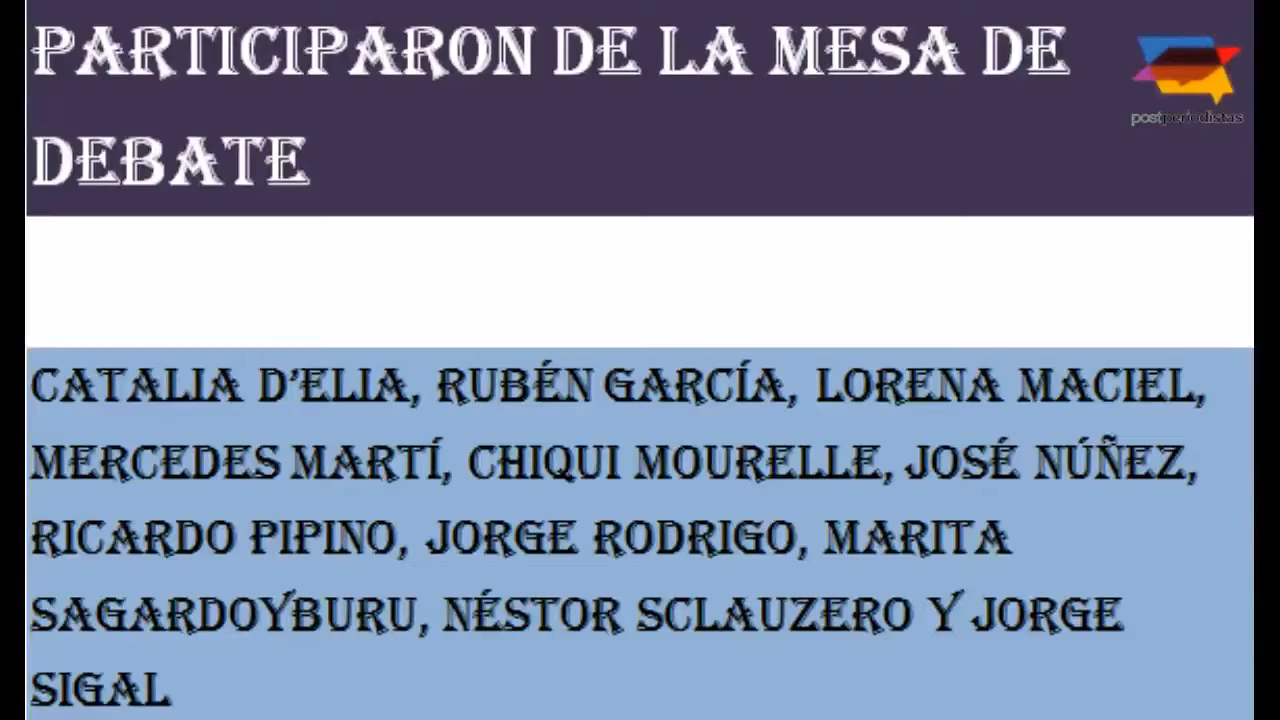 PARTICIPARON DE LA MESA DE
DEBATE
postperiodistas
CATALIA D’ELIA, RUBÉN GARCÍA, LORENA MACIEL,
MERCEDES MARTÍ, CHIQUI MOURELLE, JOSÉ NÚÑEZ,
RICARDO PIPINO, JORGE RODRIGO, MARITA
SAGARDOYBURU, NÉSTOR SCLAUZERO Y JORGE
SIGAL